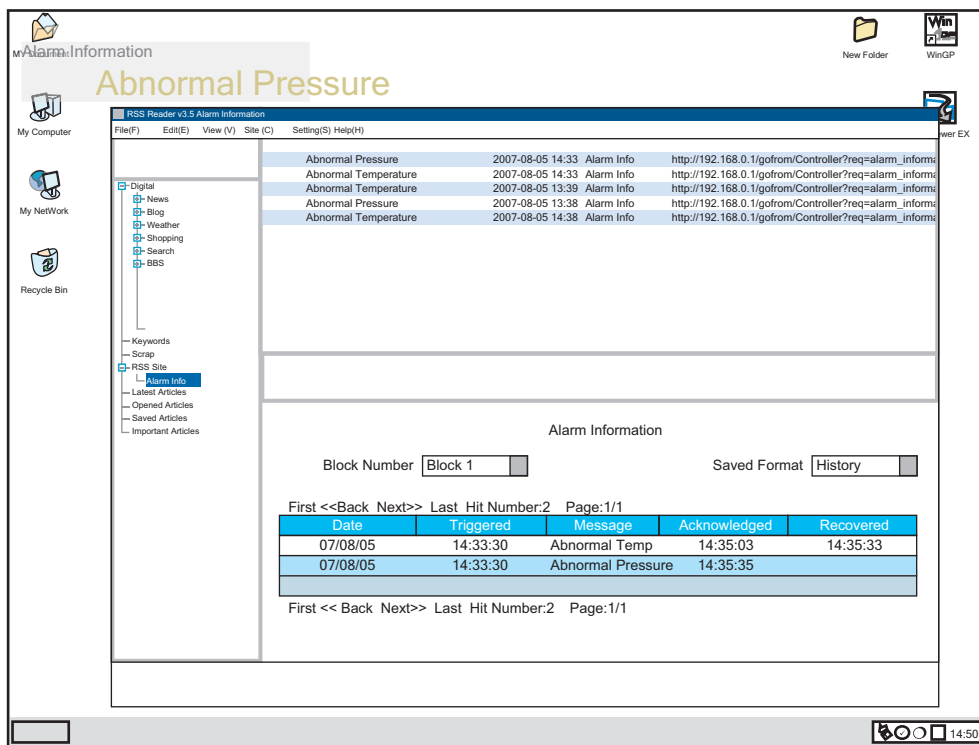 MY Document
Alarm Information
Abnormal Pressure
New Folder
Win
GP
WinGP
My Computer
wer EX
My NetWork
Recycle Bin
RSS Reader v3.5 Alarm Information
File(F) Edit(E) View (V) Site (C) Setting(S) Help(H)
Abnormal Pressure 2007-08-05 14:33 Alarm Info http://192.168.0.1/gofrom/Controller?req=alarm_informa
Abnormal Temperature 2007-08-05 14:33 Alarm Info http://192.168.0.1/gofrom/Controller?req=alarm_informa
Abnormal Temperature 2007-08-05 13:39 Alarm Info http://192.168.0.1/gofrom/Controller?req=alarm_informa
Abnormal Pressure 2007-08-05 13:38 Alarm Info http://192.168.0.1/gofrom/Controller?req=alarm_informa
Abnormal Temperature 2007-08-05 14:38 Alarm Info http://192.168.0.1/gofrom/Controller?req=alarm_informa
Digital
News
Blog
Weather
Shopping
Search
BBS
Keywords
Scrap
RSS Site
Alarm Info
Latest Articles
Opened Articles
Saved Articles
Important Articles
Alarm Information
Block Number Block 1 Saved Format History
First <<Back Next>> Last Hit Number:2 Page:1/1
Date Triggered Message Acknowledged Recovered
07/08/05 14:33:30 Abnormal Temp 14:35:03 14:35:33
07/08/05 14:33:30 Abnormal Pressure 14:35:35
First << Back Next>> Last Hit Number:2 Page:1/1
14:50